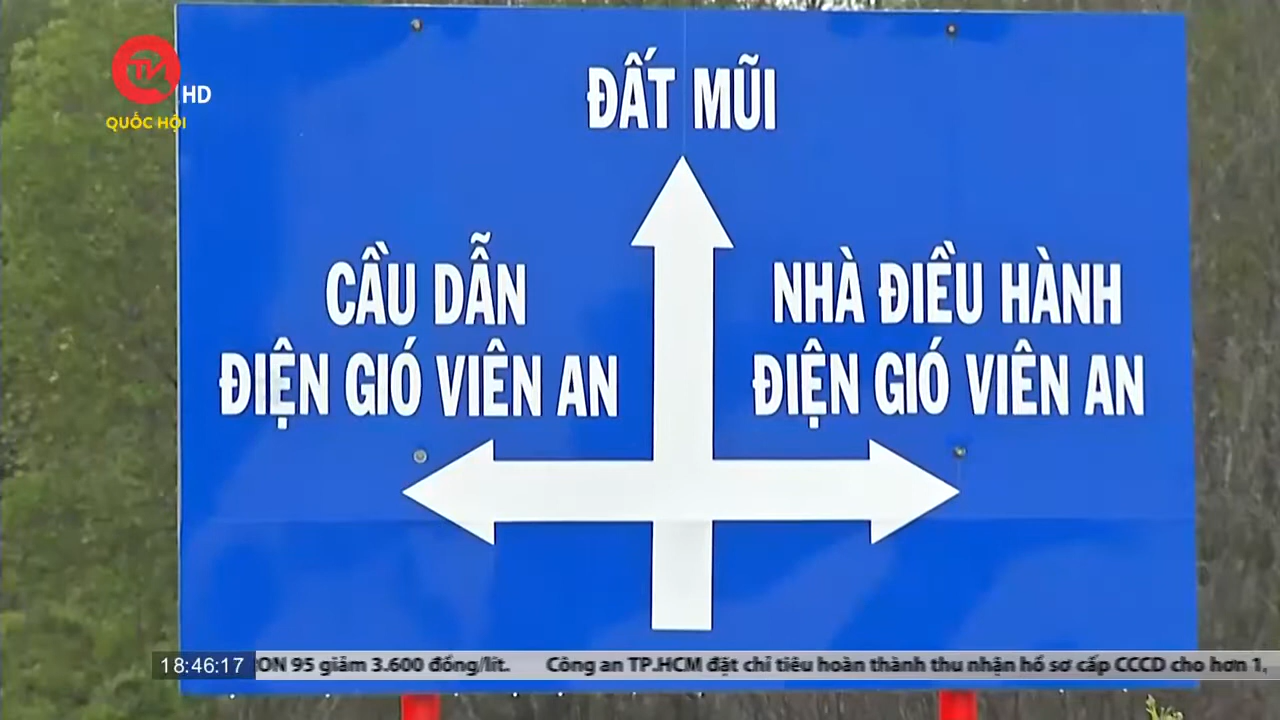 TV HD
QUỐC HỘI
ĐẤT MŨI
CẦU DẪN
ĐIỆN GIÓ VIÊN AN
NHÀ ĐIỀU HÀNH
ĐIỆN GIÓ VIÊN AN
18:46:17 RON 95 giảm 3.600 đồng/lít. Công an TP.HCM đặt chỉ tiêu hoàn thành thu nhận hồ sơ cấp CCCD cho hơn 1,